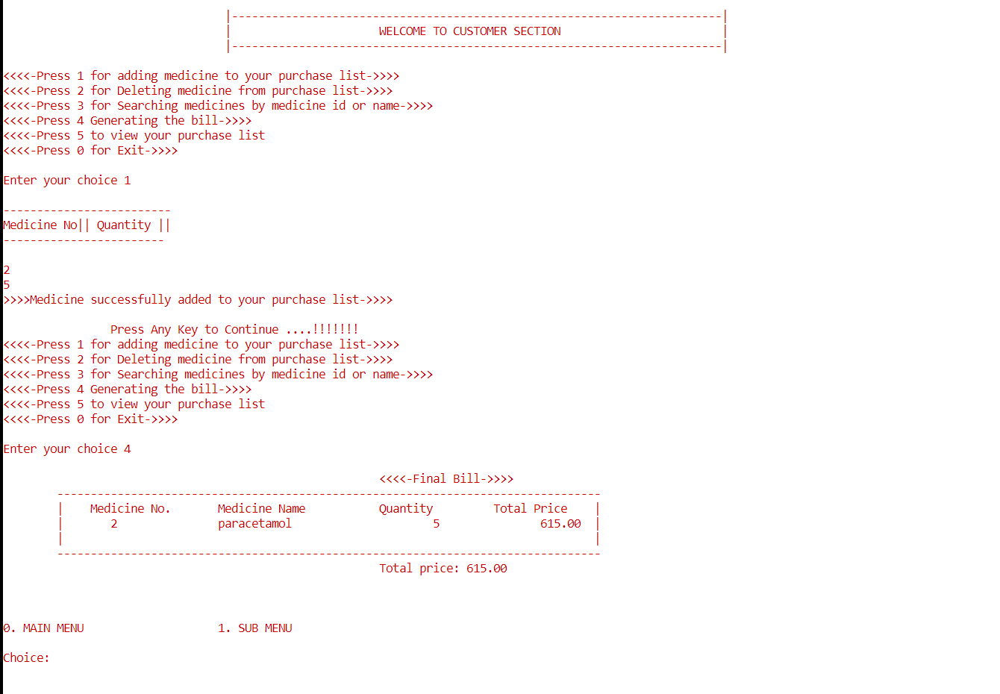 |-------------------------------------------------------------------------|
| WELCOME TO CUSTOMER SECTION |
|-------------------------------------------------------------------------|
<<<<-Press 1 for adding medicine to your purchase list->>>>
<<<<-Press 2 for Deleting medicine from purchase list->>>>
<<<<-Press 3 for Searching medicines by medicine id or name->>>>
<<<<-Press 4 Generating the bill->>>>
<<<<-Press 5 to view your purchase list
<<<<-Press 0 for Exit->>>>
Enter your choice 1
-------------------------
Medicine No|| Quantity ||
------------------------
2
5
>>>>Medicine successfully added to your purchase list->>>>
Press Any Key to Continue ....!!!!!!!
<<<<-Press 1 for adding medicine to your purchase list->>>>
<<<<-Press 2 for Deleting medicine from purchase list->>>>
<<<<-Press 3 for Searching medicines by medicine id or name->>>>
<<<<-Press 4 Generating the bill->>>>
<<<<-Press 5 to view your purchase list
<<<<-Press 0 for Exit->>>>
Enter your choice 4
<<<<-Final Bill->>>>
---------------------------------------------------------------------------------
| Medicine No. Medicine Name Quantity Total Price |
| 2 paracetamol 5 615.00 |
| |
---------------------------------------------------------------------------------
Total price: 615.00
0. MAIN MENU 1. SUB MENU
Choice: